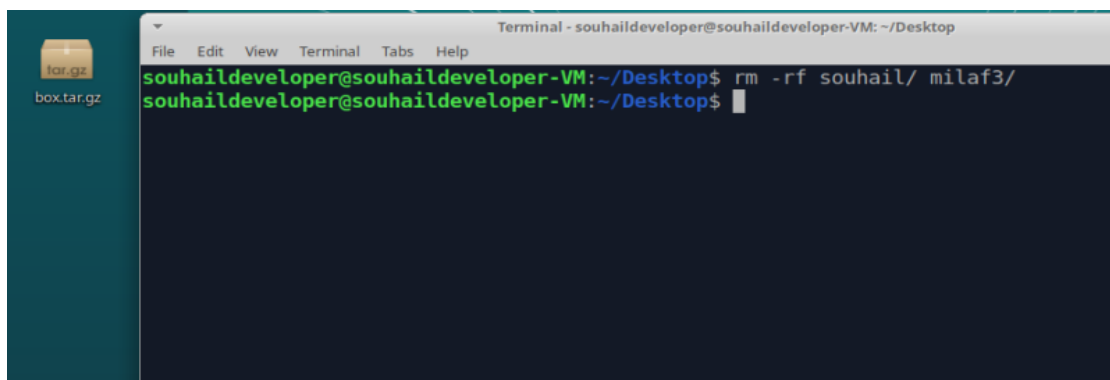 Terminal - souhaildeveloper@souhaildeveloper-VM: ~/Desktop
File Edit View Terminal Tabs Help
tar.gz
box.tar.gz
souhaildeveloper@souhaildeveloper-VM:~/Desktop$ rm -rf souhail/ milaf3/
souhaildeveloper@souhaildeveloper-VM:~/Desktop$